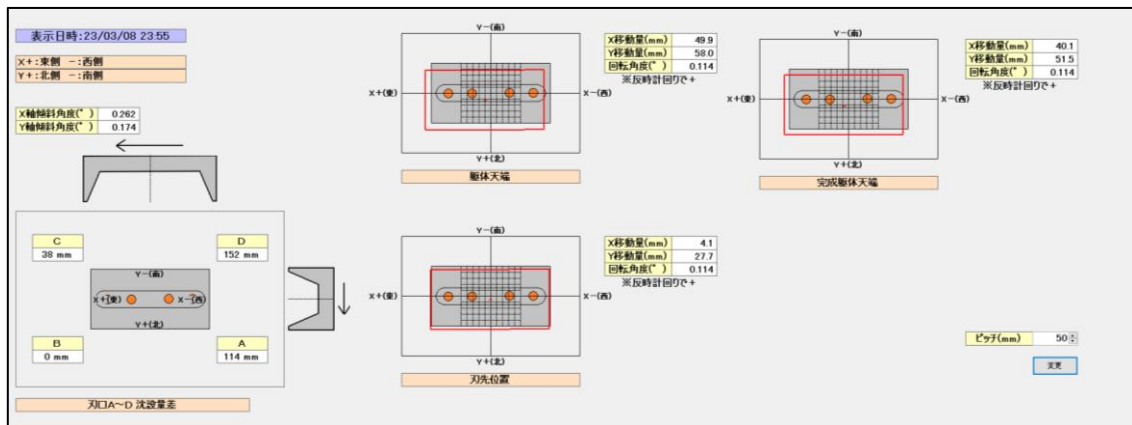 表示日時:23/03/08 23:55
X+:東側 -:西側
Y+:北側 -:南側
X軸傾斜角度(°) 0.262
Y軸傾斜角度(°) 0.174
C
38 mm
D
152 mm
Y-(南)
X+(東)
X-(西)
Y+(北)
B
0 mm
A
114 mm
刃口A~D 沈設量差
Y-(南)
X+(東)
X-(西)
Y+(北)
躯体天端
X移動量(mm) 49.9
Y移動量(mm) 58.0
回転角度(°) 0.114
※反時計回りで+
Y-(南)
X+(東)
X-(西)
Y+(北)
完成躯体天端
X移動量(mm) 40.1
Y移動量(mm) 51.5
回転角度(°) 0.114
※反時計回りで+
Y-(南)
X+(東)
X-(西)
Y+(北)
刃先位置
X移動量(mm) 4.1
Y移動量(mm) 27.7
回転角度(°) 0.114
※反時計回りで+
ピッチ(mm) 50
変更